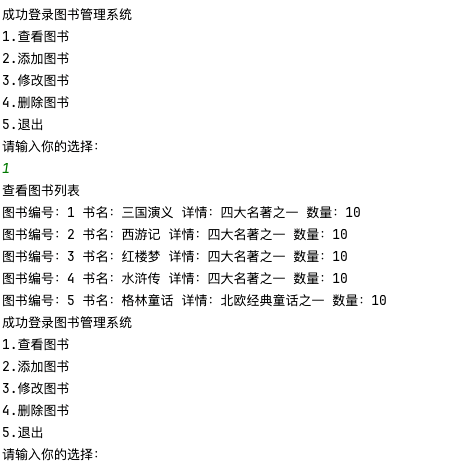 成功登录图书管理系统
1.查看图书
2.添加图书
3.修改图书
4.删除图书
5.退出
请输入你的选择:
1
查看图书列表
图书编号: 1 书名: 三国演义 详情: 四大名著之一 数量: 10
图书编号: 2 书名: 西游记 详情: 四大名著之一 数量: 10
图书编号: 3 书名: 红楼梦 详情: 四大名著之一 数量: 10
图书编号: 4 书名: 水浒传 详情: 四大名著之一 数量: 10
图书编号: 5 书名: 格林童话 详情: 北欧经典童话之一 数量: 10
成功登录图书管理系统
1.查看图书
2.添加图书
3.修改图书
4.删除图书
5.退出
请输入你的选择: